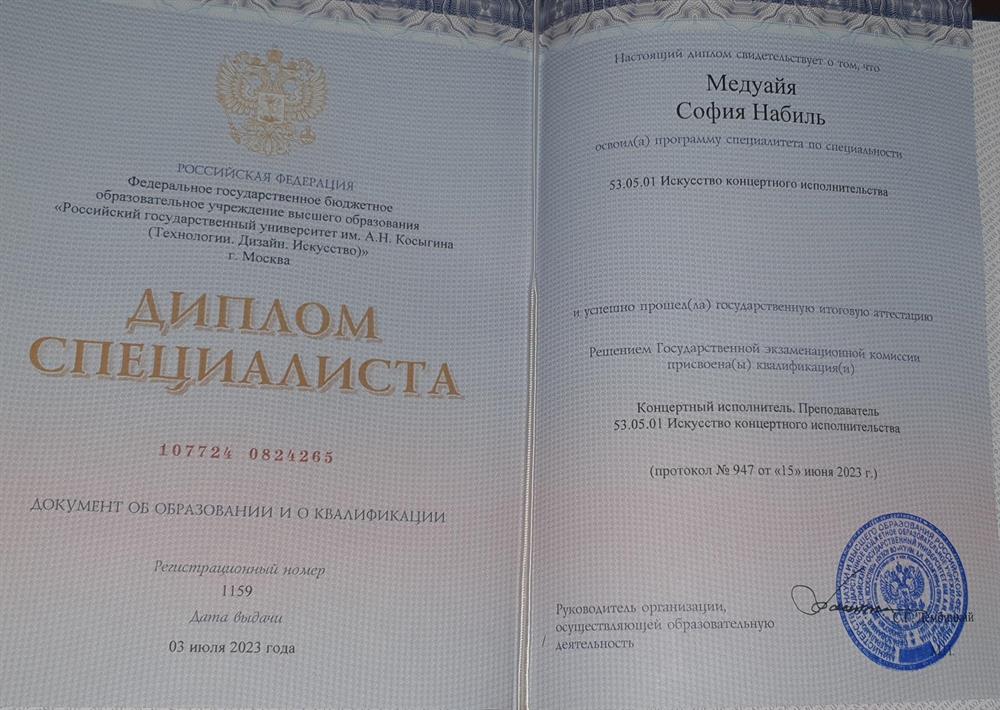 РОССИЙСКАЯ ФЕДЕРАЦИЯ
Федеральное государственное бюджетное
образовательное учреждение высшего образования
«Российский государственный университет им. А.Н. Косыгина
(Технологии. Дизайн. Искусство)»
г. Москва
ДИПЛОМ
СПЕЦИАЛИСТА
107724 0824265
ДОКУМЕНТ ОБ ОБРАЗОВАНИИ И О КВАЛИФИКАЦИИ
Регистрационный номер
1159
Дата выдачи
03 июля 2023 года
Настоящий диплом свидетельствует о том, что
Медуайя
София Набиль
освоил(а) программу специалитета по специальности
53.05.01 Искусство концертного исполнительства
и успешно прошел(ла) государственную итоговую аттестацию
Решением Государственной экзаменационной комиссии
присвоена(ы) квалификация(и)
Концертный исполнитель. Преподаватель
53.05.01 Искусство концертного исполнительства
(протокол № 947 от «15» июня 2023 г.)
Руководитель организации,
осуществляющей образовательную
/ деятельность